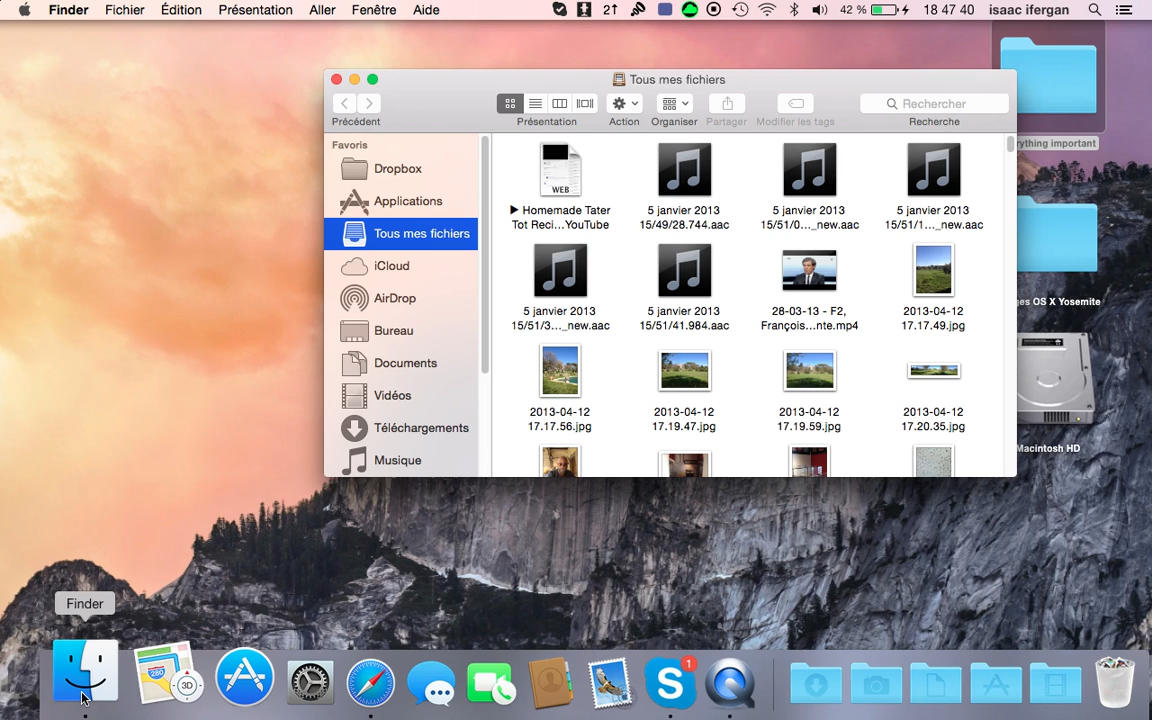 Finder Fichier Édition Présentation Aller Fenêtre Aide 2 42 % 18 47 40 isaac ifergan
Tous mes fichiers
Rechercher
Précédent Présentation Action Organiser Partager Modifier les tags Recherche
Favoris
Dropbox
Applications
Tous mes fichiers
iCloud
AirDrop
Bureau
Documents
Vidéos
Téléchargements
Musique
WEB
▶ Homemade Tater
Tot Reci…YouTube
5 janvier 2013
15/49/28.744.aac
5 janvier 2013
15/51/0…_new.aac
5 janvier 2013
15/51/1…_new.aac
5 janvier 2013
15/51/3…_new.aac
5 janvier 2013
15/51/41.984.aac
28-03-13 - F2,
François…nte.mp4
2013-04-12
17.17.49.jpg
2013-04-12
17.17.56.jpg
2013-04-12
17.19.47.jpg
2013-04-12
17.19.59.jpg
2013-04-12
17.20.35.jpg
rything important
ges OS X Yosemite
Macintosh HD
Finder
280
3D
S
1